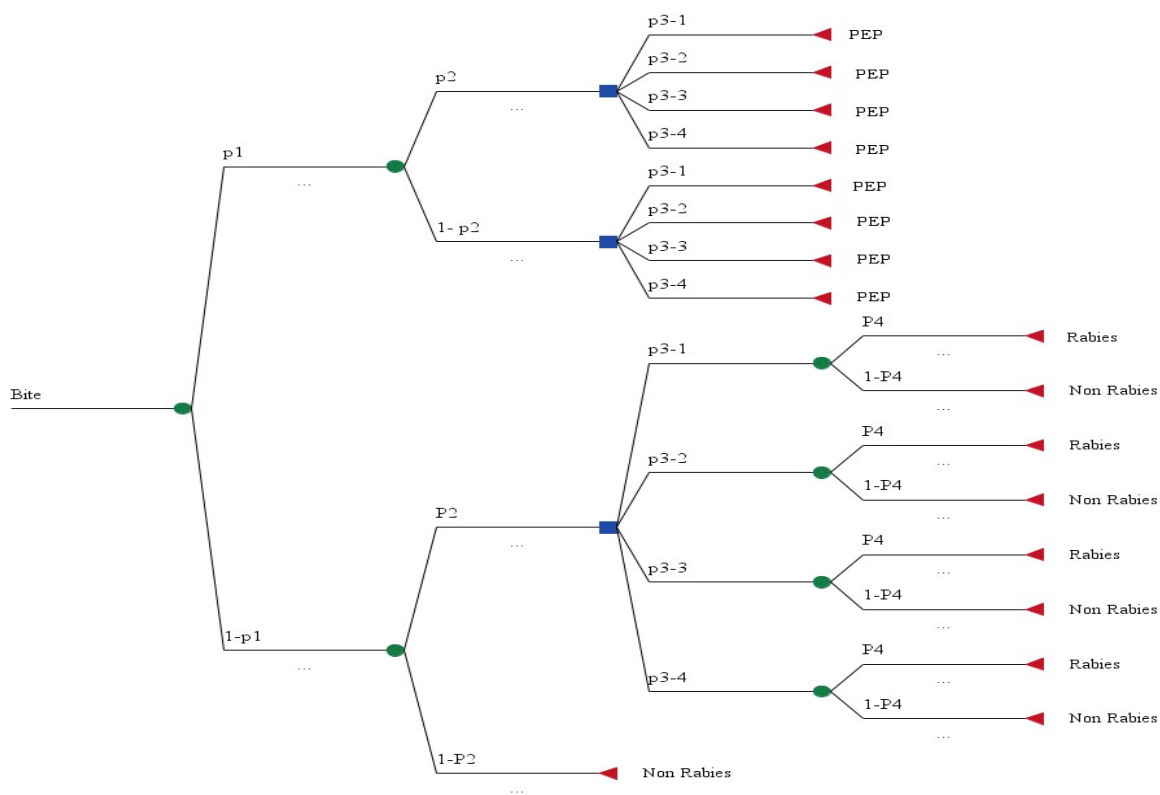 p3-1
PEP
p3-2
PEP
p2
p3-3
PEP
...
p3-4
PEP
p1
...
p3-1
PEP
p3-2
PEP
1- p2
p3-3
PEP
...
p3-4
PEP
P4
Rabies
...
p3-1
1-P4
Non Rabies
...
Bite
P4
Rabies
...
p3-2
1-P4
Non Rabies
...
P2
...
P4
Rabies
...
p3-3
1-P4
Non Rabies
...
1-p1
...
P4
Rabies
...
p3-4
1-P4
Non Rabies
...
1-P2
Non Rabies
...